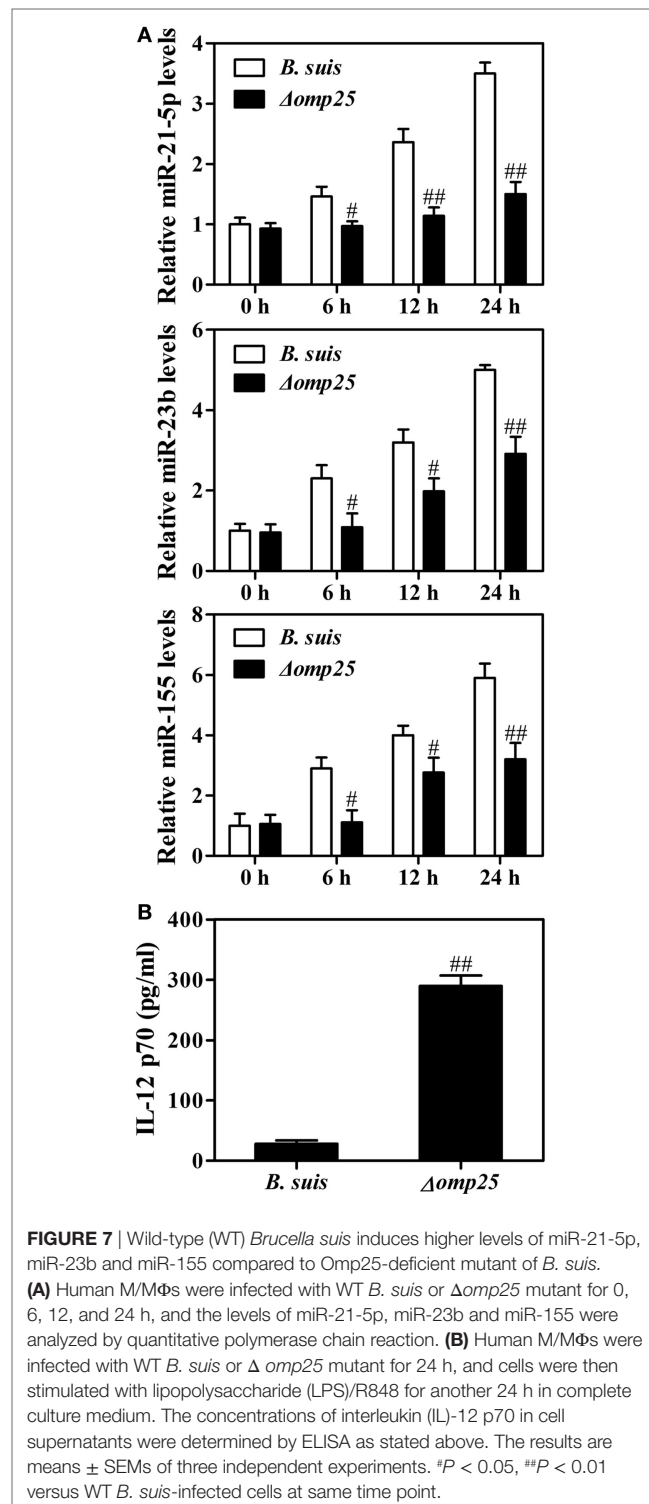 A
Relative miR-21-5p levels
4
3
2
1
0
B. suis
Δomp25
#
##
##
0 h 6 h 12 h 24 h
Relative miR-23b levels
6
4
2
0
B. suis
Δomp25
#
#
##
0 h 6 h 12 h 24 h
Relative miR-155 levels
8
6
4
2
0
B. suis
Δomp25
#
#
##
0 h 6 h 12 h 24 h
B
IL-12 p70 (pg/ml)
400
300
200
100
0
##
B. suis Δomp25
FIGURE 7 | Wild-type (WT) Brucella suis induces higher levels of miR-21-5p,
miR-23b and miR-155 compared to Omp25-deficient mutant of B. suis.
(A) Human M/MΦs were infected with WT B. suis or Δomp25 mutant for 0,
6, 12, and 24 h, and the levels of miR-21-5p, miR-23b and miR-155 were
analyzed by quantitative polymerase chain reaction. (B) Human M/MΦs were
infected with WT B. suis or Δ omp25 mutant for 24 h, and cells were then
stimulated with lipopolysaccharide (LPS)/R848 for another 24 h in complete
culture medium. The concentrations of interleukin (IL)-12 p70 in cell
supernatants were determined by ELISA as stated above. The results are
means ± SEMs of three independent experiments. #P < 0.05, ##P < 0.01
versus WT B. suis-infected cells at same time point.